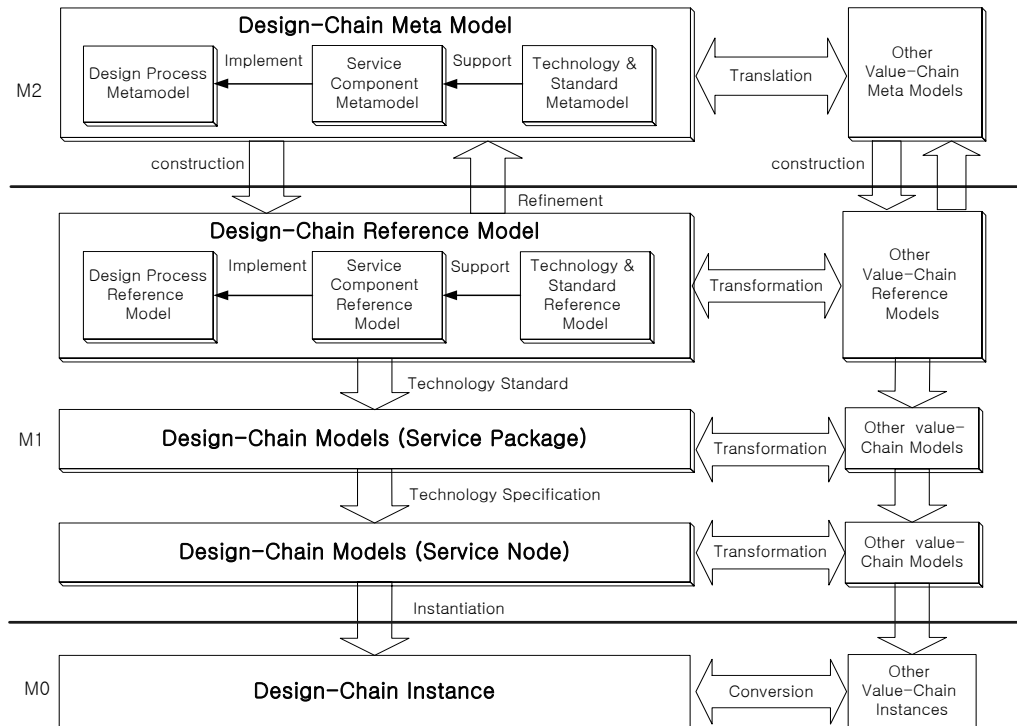 Design-Chain Meta Model
M2
Design Process
Metamodel
Implement
Service
Component
Metamodel
Support
Technology &
Standard
Metamodel
Translation
Other
Value-Chain
Meta Models
construction
construction
Refinement
Design-Chain Reference Model
Design Process
Reference
Model
Implement
Service
Component
Reference
Model
Support
Technology &
Standard
Reference
Model
Transformation
Other
Value-Chain
Reference
Models
Technology Standard
M1
Design-Chain Models (Service Package)
Transformation
Other value-
Chain Models
Technology Specification
Design-Chain Models (Service Node)
Transformation
Other value-
Chain Models
Instantiation
M0
Design-Chain Instance
Conversion
Other
Value-Chain
Instances